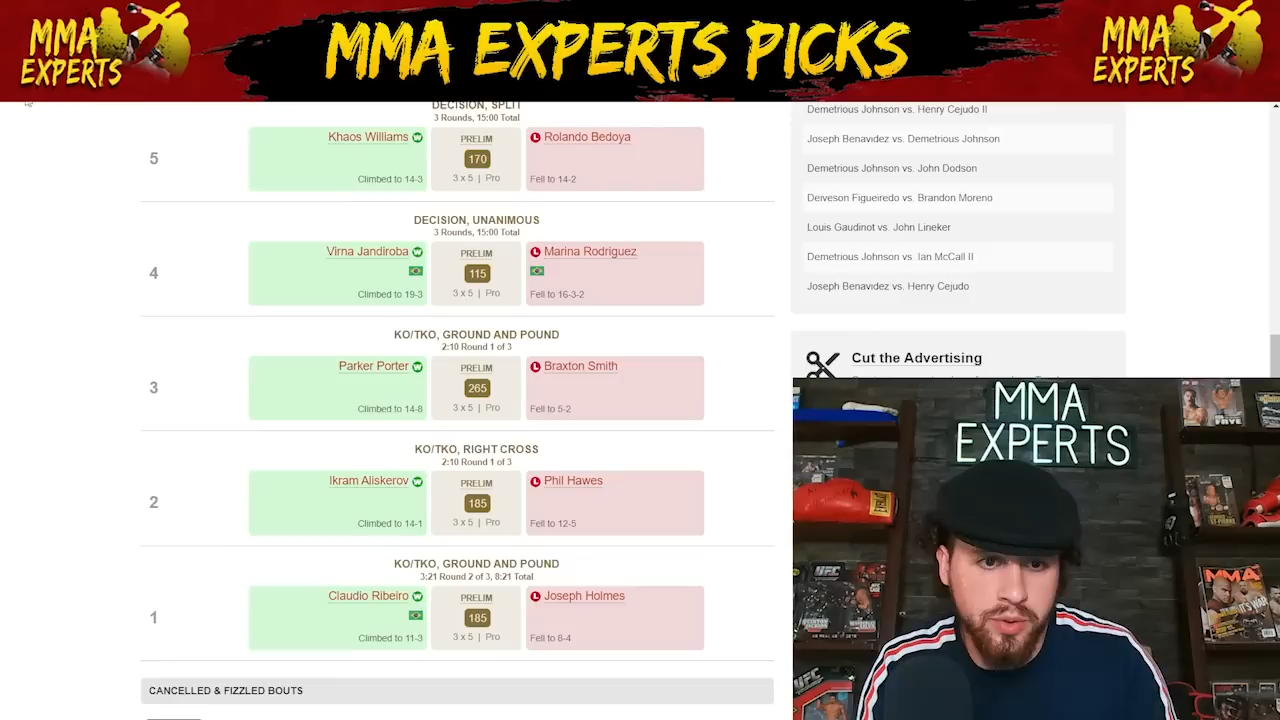 MMA EXPERTS
MMA EXPERTS PICKS
MMA EXPERTS
DECISION, SPLIT
3 Rounds, 15:00 Total
5
Khaos Williams W
Climbed to 14-3
PRELIM
170
3 x 5 | Pro
L Rolando Bedoya
Fell to 14-2
DECISION, UNANIMOUS
3 Rounds, 15:00 Total
4
Virna Jandiroba W
Climbed to 19-3
PRELIM
115
3 x 5 | Pro
L Marina Rodriguez
Fell to 16-3-2
KO/TKO, GROUND AND POUND
2:10 Round 1 of 3
3
Parker Porter W
Climbed to 14-8
PRELIM
265
3 x 5 | Pro
L Braxton Smith
Fell to 5-2
KO/TKO, RIGHT CROSS
2:10 Round 1 of 3
2
Ikram Aliskerov W
Climbed to 14-1
PRELIM
185
3 x 5 | Pro
L Phil Hawes
Fell to 12-5
KO/TKO, GROUND AND POUND
3:21 Round 2 of 3, 8:21 Total
1
Claudio Ribeiro W
Climbed to 11-3
PRELIM
185
3 x 5 | Pro
L Joseph Holmes
Fell to 8-4
CANCELLED & FIZZLED BOUTS
Demetrious Johnson vs. Henry Cejudo II
Joseph Benavidez vs. Demetrious Johnson
Demetrious Johnson vs. John Dodson
Deiveson Figueiredo vs. Brandon Moreno
Louis Gaudinot vs. John Lineker
Demetrious Johnson vs. Ian McCall II
Joseph Benavidez vs. Henry Cejudo
Cut the Advertising
MMA
EXPERTS
EVERLAST
UFC
MMA
UFC